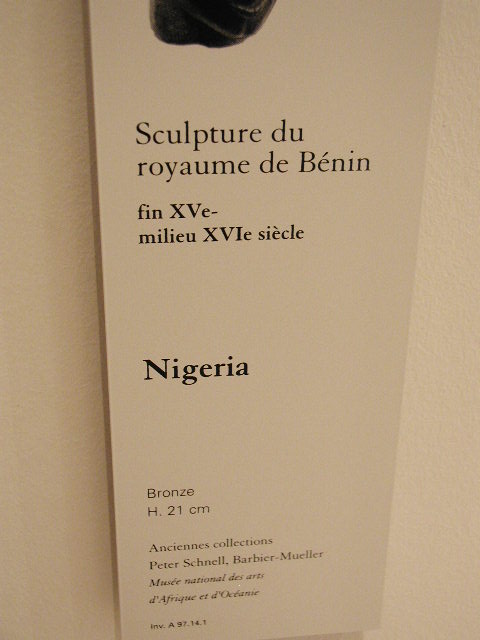 Sculpture du
royaume de Bénin
fin XVe-
milieu XVIe siècle
Nigeria
Bronze
H. 21 cm
Anciennes collections
Peter Schnell, Barbier-Mueller
Musée national des arts
d'Afrique et d'Océanie
Inv. A 97.14.1